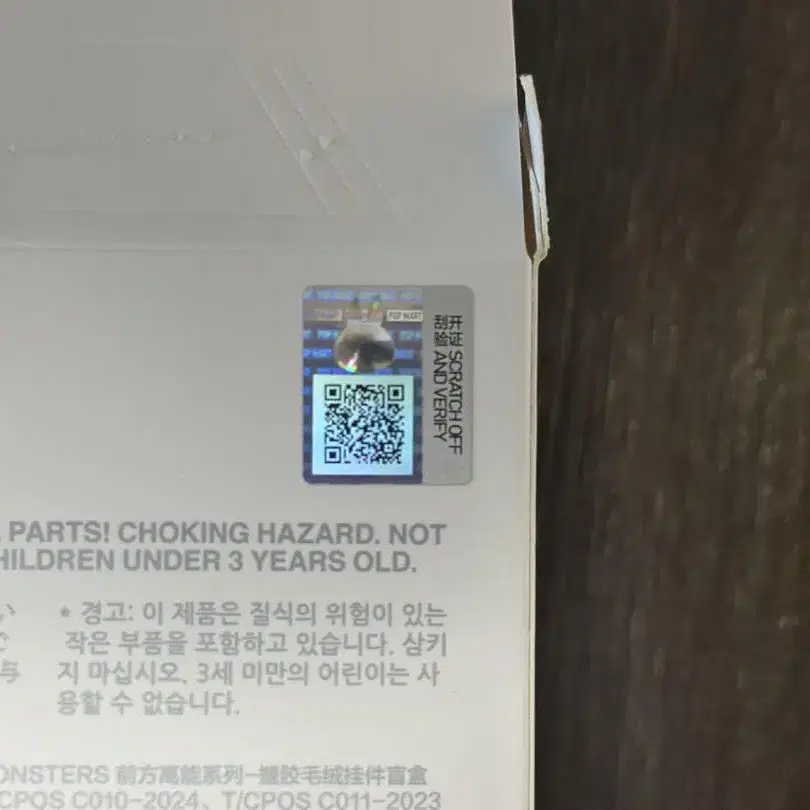 POP MART
POP MART
开证 SCRATCH OFF
刮验 AND VERIFY
PARTS! CHOKING HAZARD. NOT
HILDREN UNDER 3 YEARS OLD.
* 경고: 이 제품은 질식의 위험이 있는
작은 부품을 포함하고 있습니다. 삼키
지 마십시오. 3세 미만의 어린이는 사
용할 수 없습니다.
ONSTERS 前方高能系列-搪胶毛绒挂件盲盒
CPQS C010-2024、T/CPQS C011-2023